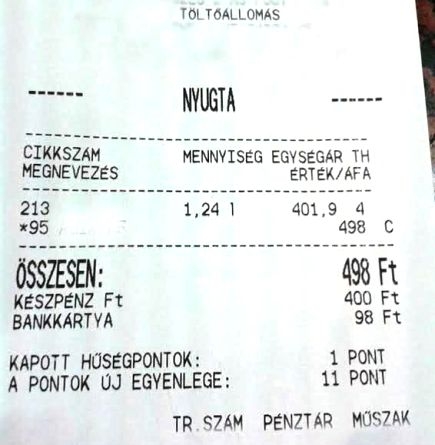 TÖLTŐÁLLOMÁS
------ NYUGTA ------
CIKKSZÁM MENNYISÉG EGYSÉGÁR TH
MEGNEVEZÉS ÉRTÉK/ÁFA
213 1,24 l 401,9 4
*95 498 C
ÖSSZESEN: 498 Ft
KÉSZPÉNZ Ft 400 Ft
BANKKÁRTYA 98 Ft
KAPOTT HŰSÉGPONTOK: 1 PONT
A PONTOK ÚJ EGYENLEGE: 11 PONT
TR.SZÁM PÉNZTÁR MŰSZAK